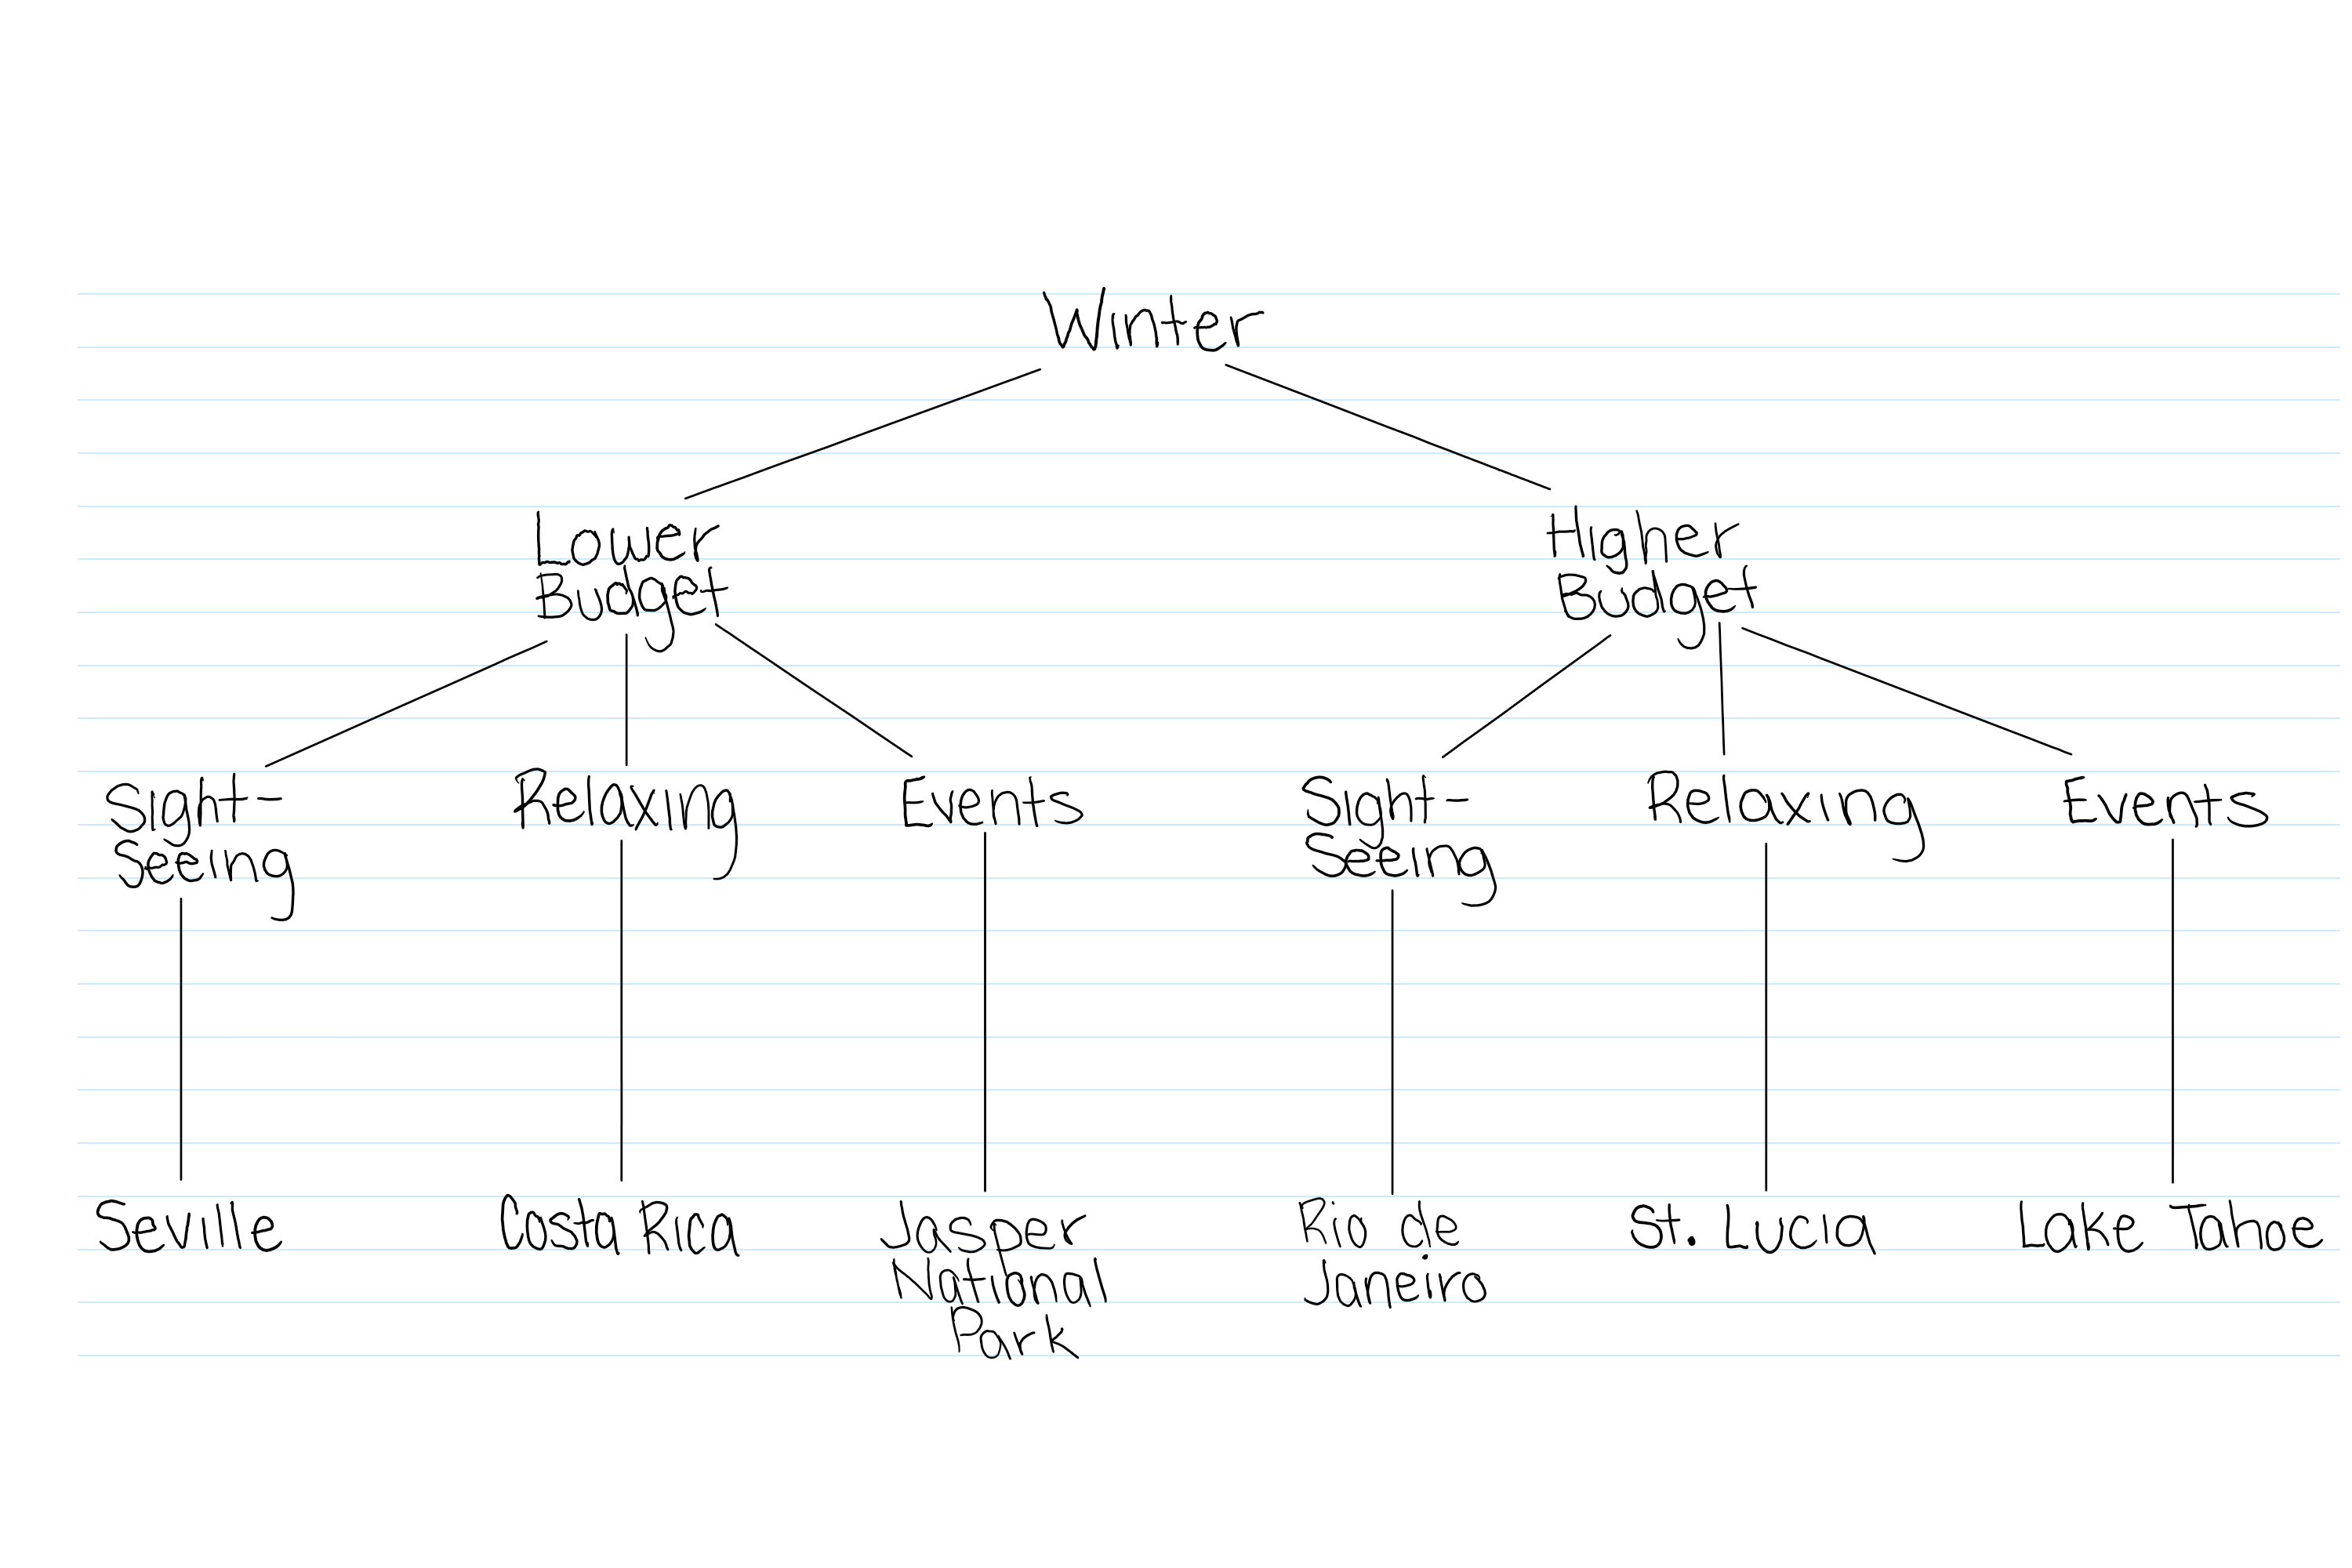 Winter
Lower
Budget
Higher
Budget
Sight-
Seeing
Relaxing
Events
Sight-
Seeing
Relaxing
Events
Seville
Costa Rica
Jasper
National
Park
Rio de
Janeiro
St. Lucia
Lake Tahoe